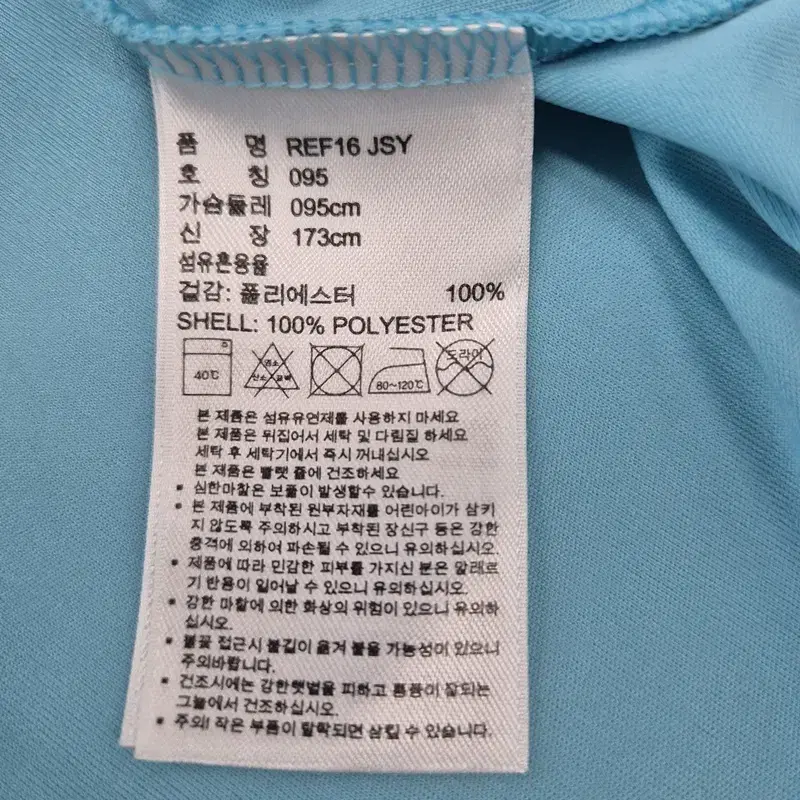 품 명 REF16 JSY
호 칭 095
가슴둘레 095cm
신 장 173cm
섬유혼용율
겉감: 폴리에스터 100%
SHELL: 100% POLYESTER
40℃ 염소 산소 표백 80~120℃ 드라이
본 제품은 섬유유연제를 사용하지 마세요
본 제품은 뒤집어서 세탁 및 다림질 하세요
세탁 후 세탁기에서 즉시 꺼내십시오
본 제품은 빨랫 줄에 건조하세요
• 심한마찰은 보풀이 발생할수 있습니다.
• 본 제품에 부착된 원부자재를 어린아이가 삼키
지 않도록 주의하시고 부착된 장신구 등은 강한
충격에 의하여 파손될 수 있으니 유의하십시오.
• 제품에 따라 민감한 피부를 가지신 분은 알래르
기 반응이 일어날 수 있으니 유의하십시오.
• 강한 마찰에 의한 화상의 위험이 있으니 유의하
십시오.
• 불꽃 접근시 불길이 옮겨 붙을 가능성이 있으니
주의바랍니다.
• 건조시에는 강한햇볕을 피하고 통풍이 잘되는
그늘에서 건조하십시오.
• 주의! 작은 부품이 탈착되면 삼킬 수 있습니다.